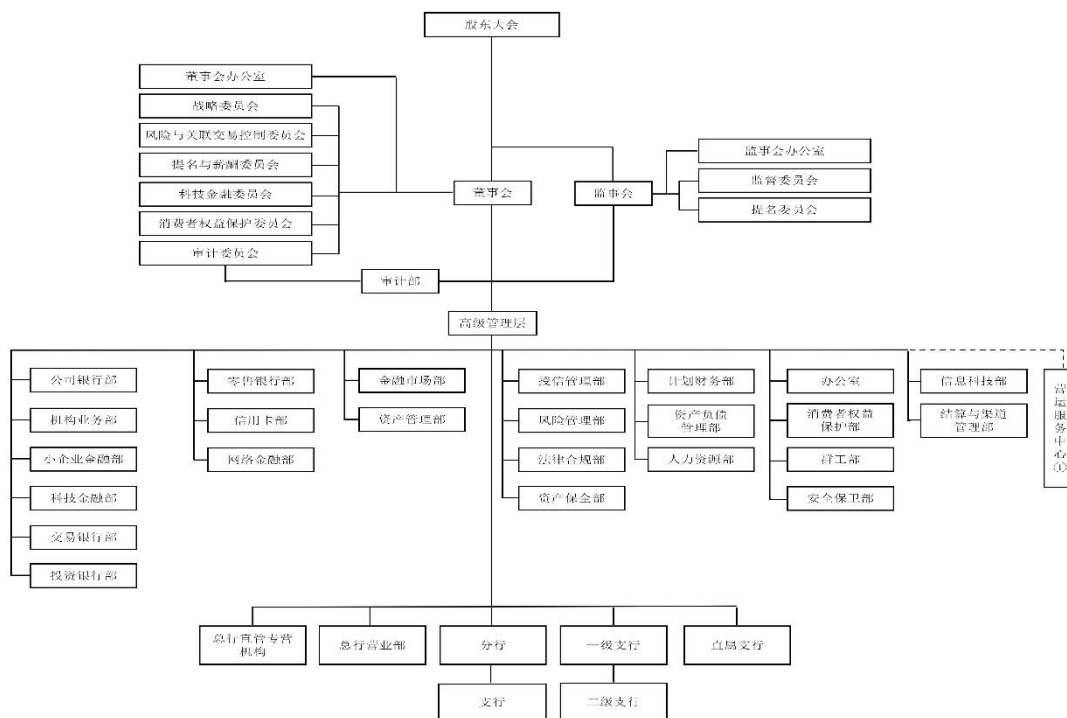 股东大会
董事会办公室
战略委员会
风险与关联交易控制委员会
提名与薪酬委员会
科技金融委员会
消费者权益保护委员会
审计委员会
监事会办公室
监督委员会
提名委员会
董事会
监事会
审计部
高级管理层
公司银行部
机构业务部
小企业金融部
科技金融部
交易银行部
投资银行部
零售银行部
信用卡部
网络金融部
金融市场部
资产管理部
授信管理部
风险管理部
法律合规部
资产保全部
计划财务部
资产负债
管理部
人力资源部
办公室
消费者权益
保护部
群工部
安全保卫部
信息科技部
结算与渠道
管理部
营运服务中心①
总行直管专营
机构
总行营业部
分行
一级支行
直属支行
支行
二级支行